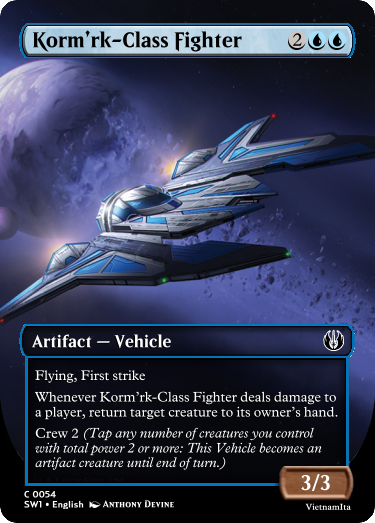 Korm'rk-Class Fighter 2
Artifact — Vehicle
Flying, First strike
Whenever Korm'rk-Class Fighter deals damage to
a player, return target creature to its owner's hand.
Crew 2 (Tap any number of creatures you control
with total power 2 or more: This Vehicle becomes an
artifact creature until end of turn.)
3/3
C 0054
SW1 • English Anthony Devine
VietnamIta